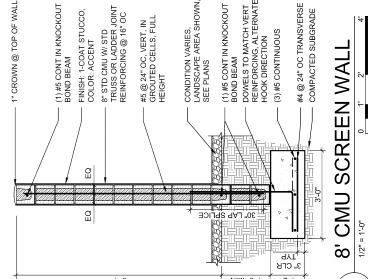 1" CROWN @ TOP OF WALL
(1) #5 CONT IN KNOCKOUT
BOND BEAM
FINISH: 1-COAT STUCCO,
COLOR: ACCENT
8" STD CMU W/ STD
TRUSS OR LADDER JOINT
REINFORCING @ 16" OC
#5 @ 24" OC, VERT, IN
GROUTED CELLS, FULL
HEIGHT
CONDITION VARIES,
LANDSCAPE AREA SHOWN,
SEE PLANS
(1) #5 CONT IN KNOCKOUT
BOND BEAM
DOWELS TO MATCH VERT
REINFORCING, ALTERNATE
HOOK DIRECTION
(3) #5 CONTINUOUS
#4 @ 24" OC TRANSVERSE
COMPACTED SUBGRADE
EQ
EQ
30" LAP SPLICE
3" CLR
TYP
3'-0"
8' CMU SCREEN WALL
1/2" = 1'-0"
0
1'
2'
4'